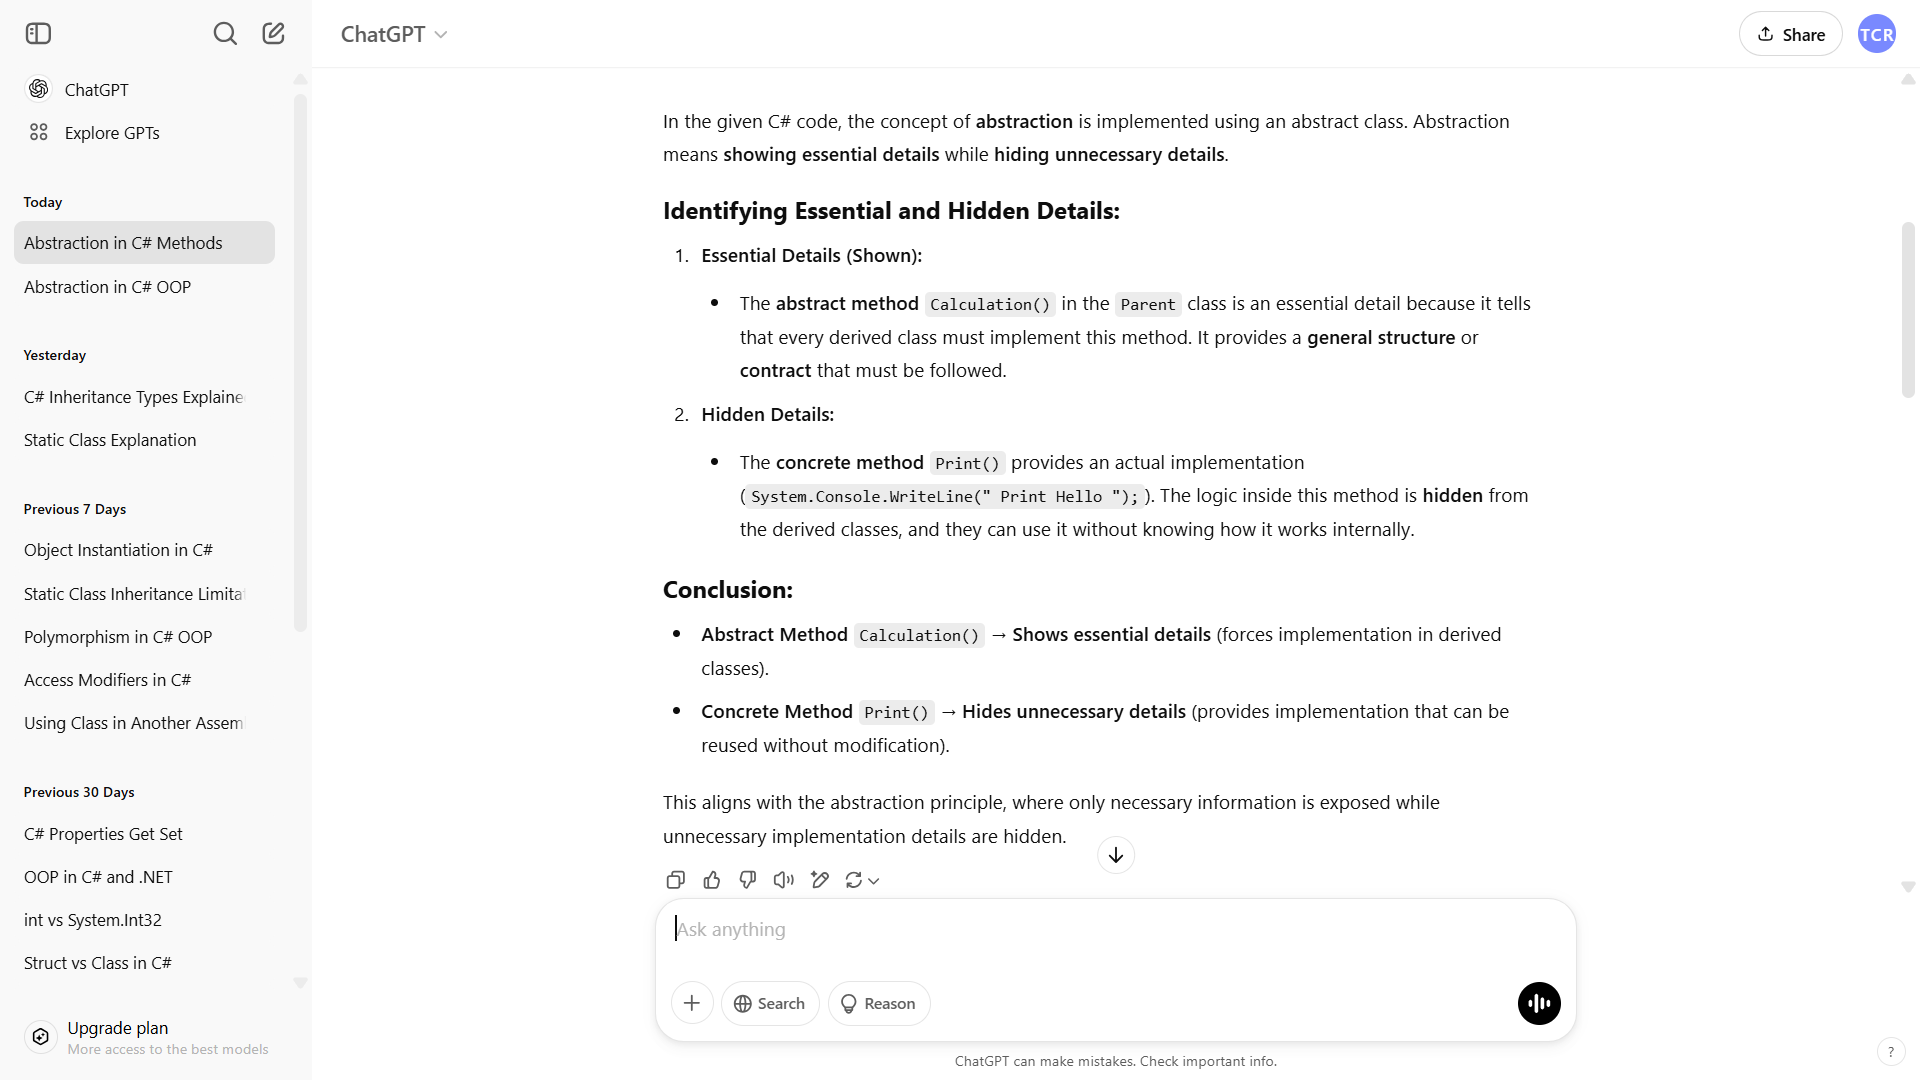 ChatGPT
Explore GPTs
Today
Abstraction in C# Methods
Abstraction in C# OOP
Yesterday
C# Inheritance Types Explaine
Static Class Explanation
Previous 7 Days
Object Instantiation in C#
Static Class Inheritance Limita
Polymorphism in C# OOP
Access Modifiers in C#
Using Class in Another Assem
Previous 30 Days
C# Properties Get Set
OOP in C# and .NET
int vs System.Int32
Struct vs Class in C#
Upgrade plan
More access to the best models
ChatGPT
Share
TCR
In the given C# code, the concept of abstraction is implemented using an abstract class. Abstraction
means showing essential details while hiding unnecessary details.
Identifying Essential and Hidden Details:
1. Essential Details (Shown):
• The abstract method Calculation() in the Parent class is an essential detail because it tells
that every derived class must implement this method. It provides a general structure or
contract that must be followed.
2. Hidden Details:
• The concrete method Print() provides an actual implementation
(System.Console.WriteLine(" Print Hello ");). The logic inside this method is hidden from
the derived classes, and they can use it without knowing how it works internally.
Conclusion:
• Abstract Method Calculation() → Shows essential details (forces implementation in derived
classes).
• Concrete Method Print() → Hides unnecessary details (provides implementation that can be
reused without modification).
This aligns with the abstraction principle, where only necessary information is exposed while
unnecessary implementation details are hidden.
Ask anything
Search
Reason
ChatGPT can make mistakes. Check important info.
?